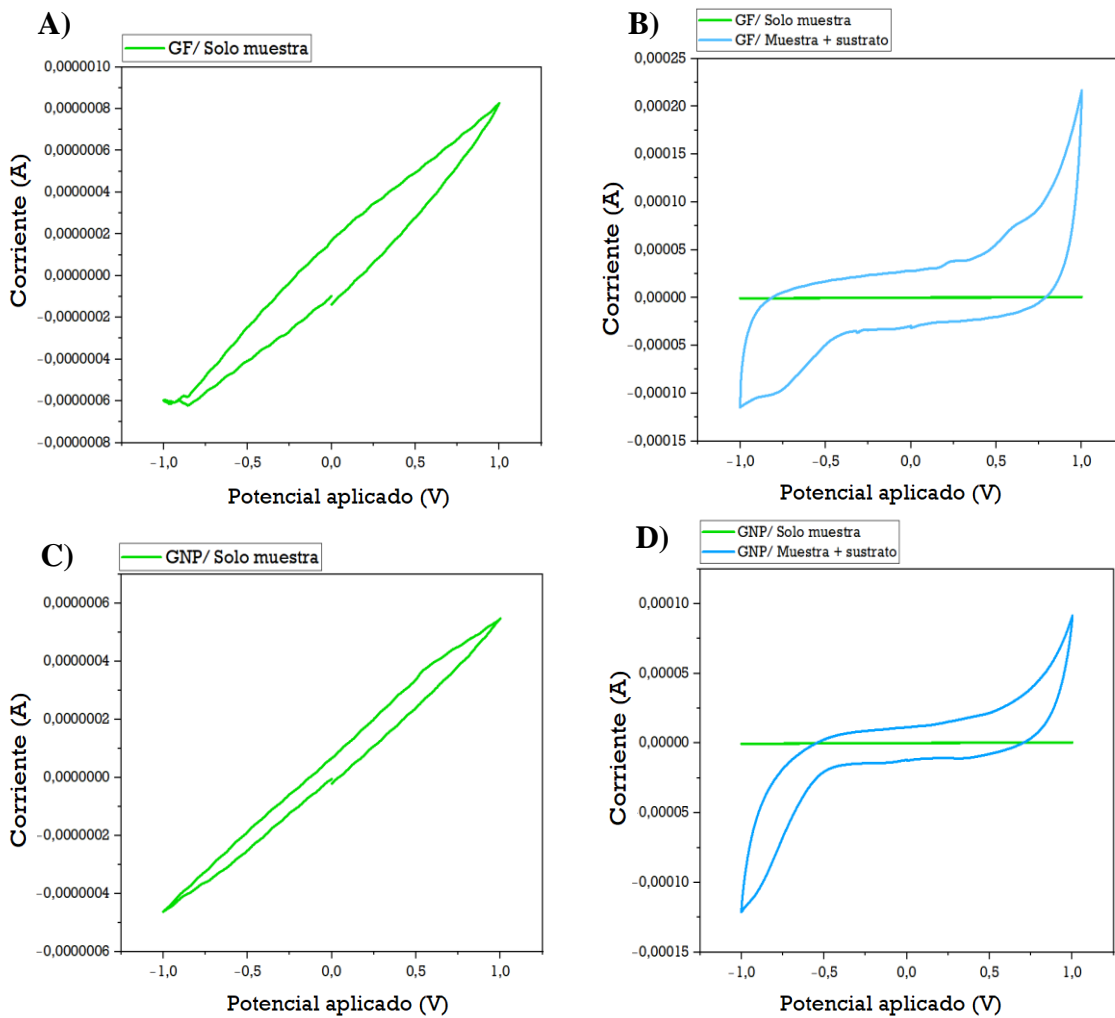 A)
GF/ Solo muestra
0,0000010
0,0000008
0,0000006
0,0000004
0,0000002
0,0000000
−0,0000002
−0,0000004
−0,0000006
−0,0000008
−1,0 −0,5 0,0 0,5 1,0
Corriente (A)
Potencial aplicado (V)
B)
GF/ Solo muestra
GF/ Muestra + sustrato
0,00025
0,00020
0,00015
0,00010
0,00005
0,00000
−0,00005
−0,00010
−0,00015
−1,0 −0,5 0,0 0,5 1,0
Corriente (A)
Potencial aplicado (V)
C)
GNP/ Solo muestra
0,0000006
0,0000004
0,0000002
0,0000000
−0,0000002
−0,0000004
−0,0000006
−1,0 −0,5 0,0 0,5 1,0
Corriente (A)
Potencial aplicado (V)
D)
GNP/ Solo muestra
GNP/ Muestra + sustrato
0,00010
0,00005
0,00000
−0,00005
−0,00010
−0,00015
−1,0 −0,5 0,0 0,5 1,0
Corriente (A)
Potencial aplicado (V)